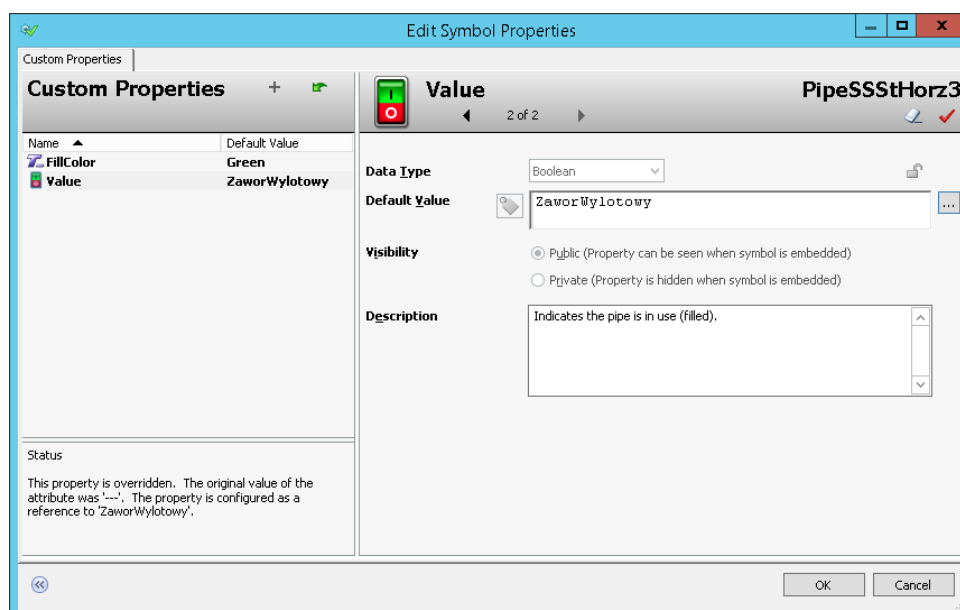 Edit Symbol Properties
Custom Properties
Custom Properties
Name Default Value
FillColor Green
Value ZaworWylotowy
Status
This property is overridden. The original value of the
attribute was '---'. The property is configured as a
reference to 'ZaworWylotowy'.
Value PipeSSStHorz3
2 of 2
Data Type Boolean
Default Value ZaworWylotowy ...
Visibility Public (Property can be seen when symbol is embedded)
Private (Property is hidden when symbol is embedded)
Description Indicates the pipe is in use (filled).
OK Cancel